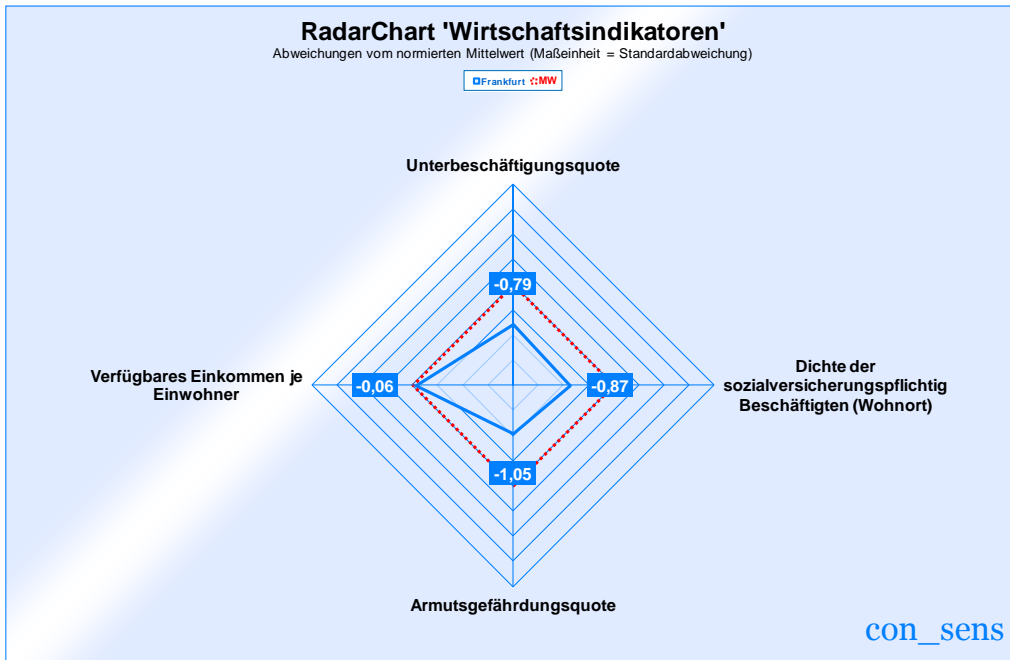 RadarChart 'Wirtschaftsindikatoren'
Abweichungen vom normierten Mittelwert (Maßeinheit = Standardabweichung)
Frankfurt MW
Unterbeschäftigungsquote
-0,79
Verfügbares Einkommen je
Einwohner
-0,06
-0,87
Dichte der
sozialversicherungspflichtig
Beschäftigten (Wohnort)
-1,05
Armutsgefährdungsquote
con_sens